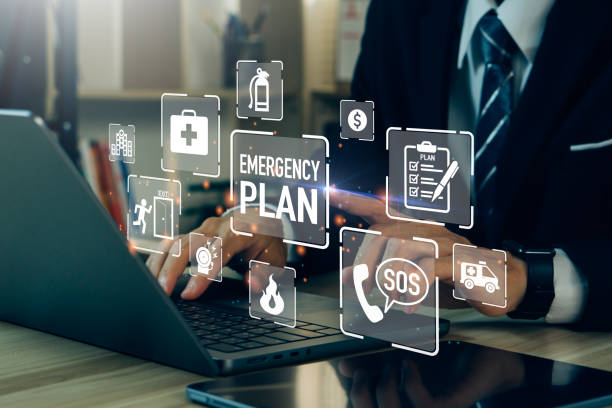 $
PLAN
EXIT
EMERGENCY
PLAN
SOS